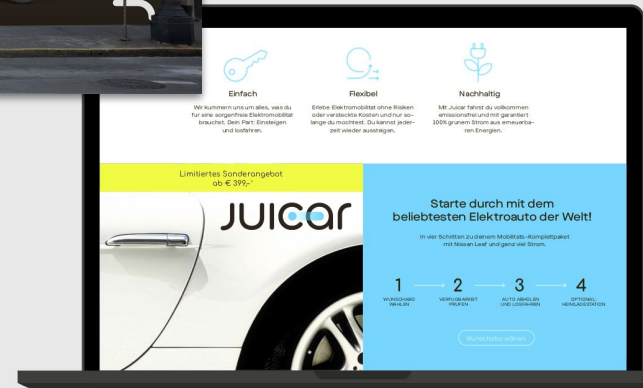 Einfach
Wir kümmern uns um alles, was du
für eine sorgenfreie Elektromobilität
brauchst. Dein Part: Einsteigen
und losfahren.
Flexibel
Erlebe Elektromobilität ohne Risiken
oder versteckte Kosten und nur so-
lange du möchtest. Du kannst jeder-
zeit wieder aussteigen.
Nachhaltig
Mit Juicar fährst du vollkommen
emissionsfrei und mit garantiert
100% grünem Strom aus erneuerba-
ren Energien.
Limitiertes Sonderangebot
ab € 399,-
JUICAR
Starte durch mit dem
beliebtesten Elektroauto der Welt!
In vier Schritten zu deinem Mobilitäts-Komplettpaket
mit Nissan Leaf und ganz viel Strom.
1 2 3 4
WUNSCHABO
WÄHLEN
VERFÜGBARKEIT
PRÜFEN
AUTO ABHOLEN
UND LOSFAHREN
OPTIONAL:
HEIMLADESTATION
Wunschabo wählen